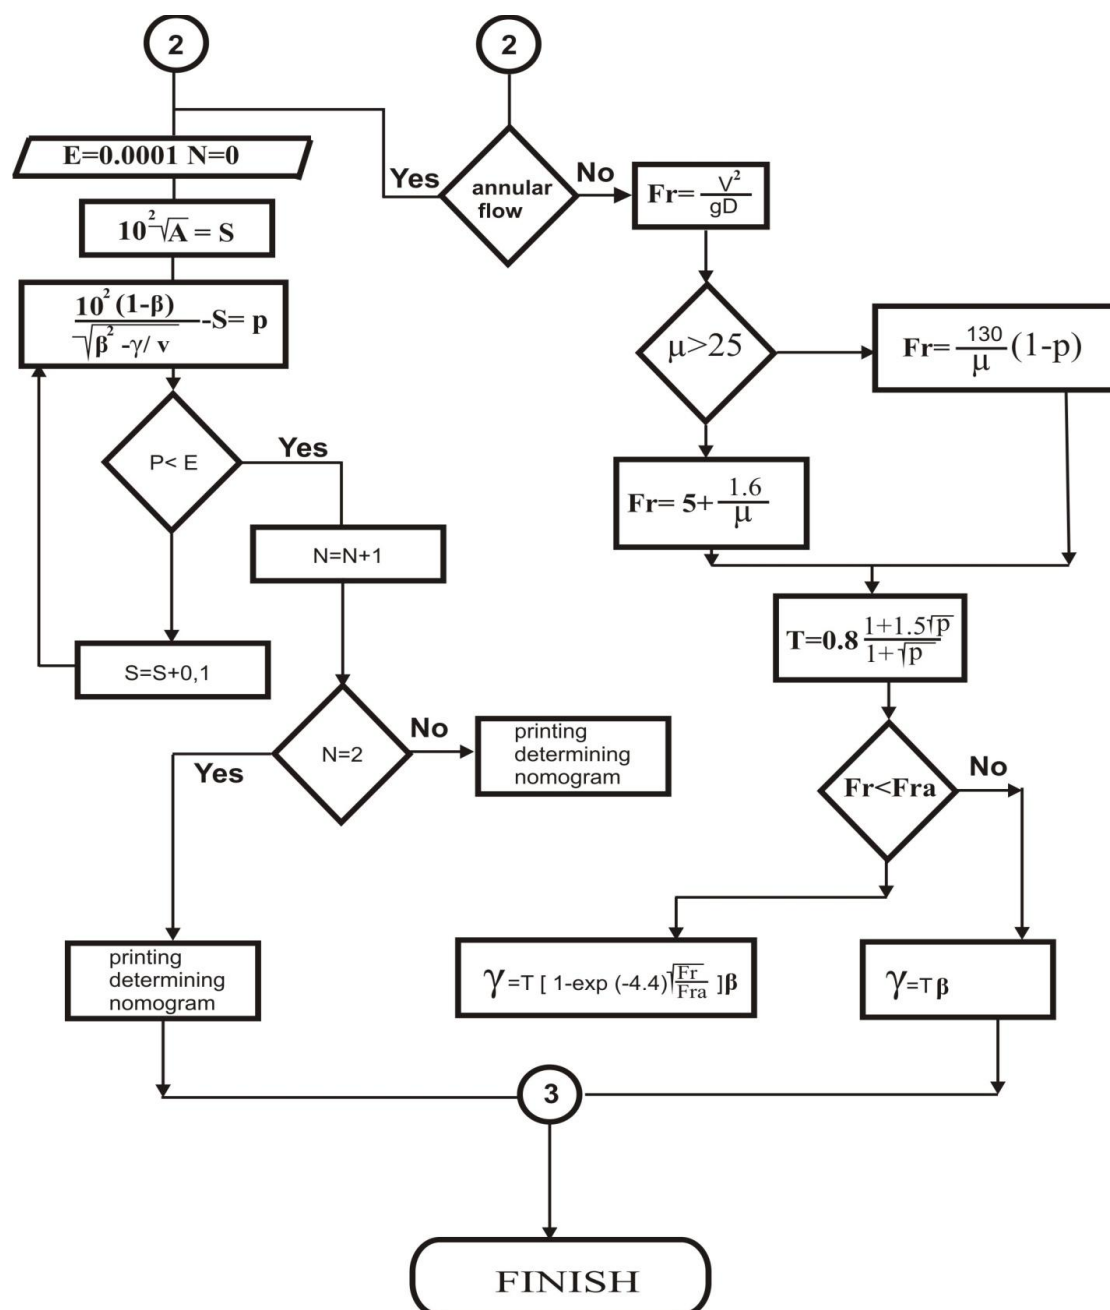 2
2
E=0.0001 N=0
Yes
annular
flow
No
Fr= V²/gD
10²√A = S
10² (1-β)/√β² -γ/ v -S= p
μ>25
Fr= 130/μ (1-p)
P< E
Yes
Fr= 5+ 1.6/μ
N=N+1
T=0.8 1+1.5√p/1+√p
S=S+0,1
N=2
No
Yes
printing
determining
nomogram
Fr<Fra
No
printing
determining
nomogram
γ=T [ 1-exp (-4.4)√Fr/Fra ]β
γ=Tβ
3
FINISH